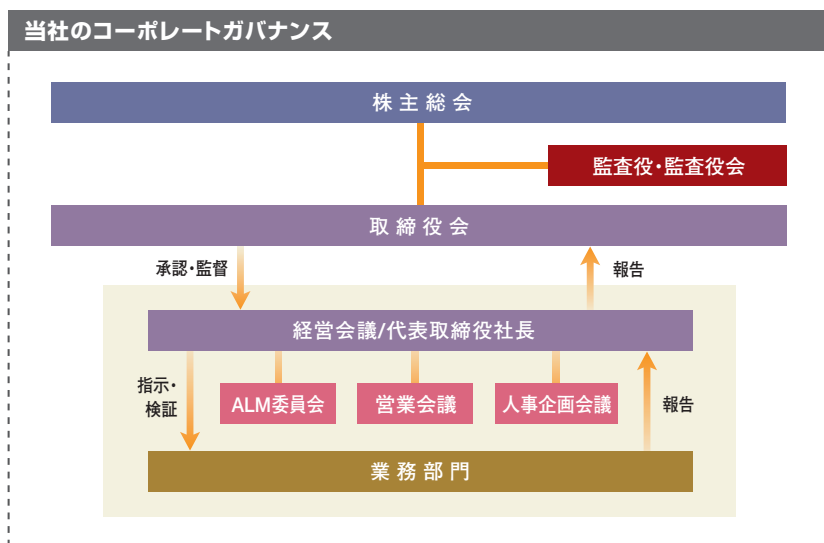 当社のコーポレートガバナンス
株主総会
監査役・監査役会
取締役会
承認・監督
報告
経営会議/代表取締役社長
指示・
検証
ALM委員会
営業会議
人事企画会議
報告
業務部門